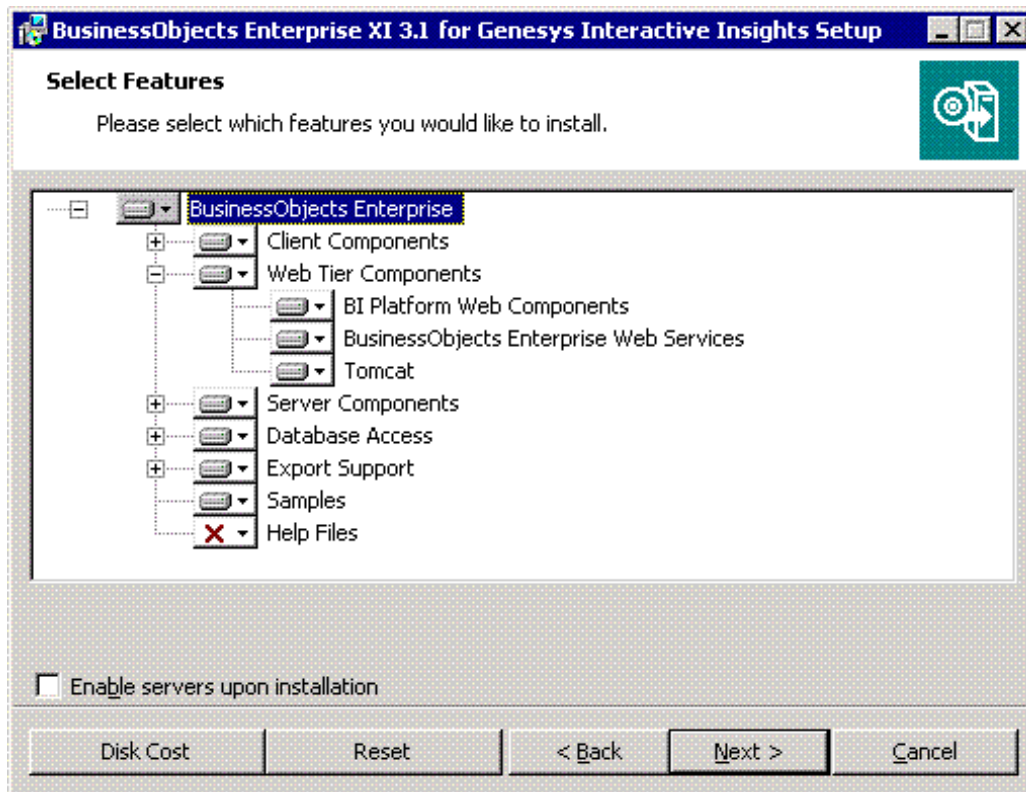 BusinessObjects Enterprise XI 3.1 for Genesys Interactive Insights Setup
Select Features
Please select which features you would like to install.
BusinessObjects Enterprise
Client Components
Web Tier Components
BI Platform Web Components
BusinessObjects Enterprise Web Services
Tomcat
Server Components
Database Access
Export Support
Samples
Help Files
Enable servers upon installation
Disk Cost Reset < Back Next > Cancel